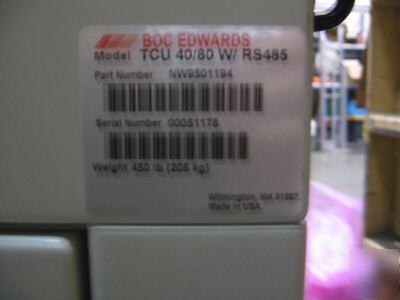 BOC EDWARDS
Model TCU 40/80 W/ RS485
Part Number NW9501194
Serial Number 00051178
Weight 450 lb (205 kg)
Wilmington, MA 01887
Made in USA